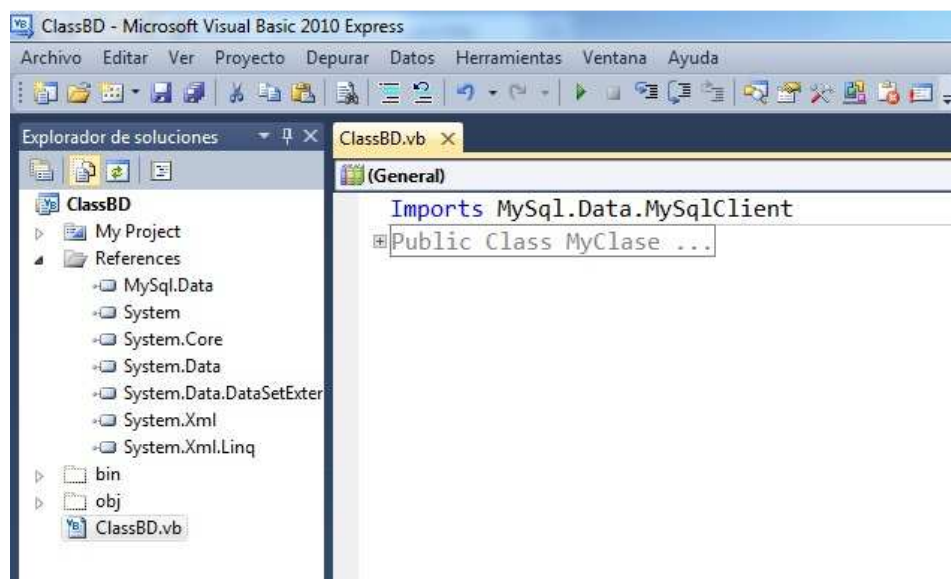 ClassBD - Microsoft Visual Basic 2010 Express
Archivo Editar Ver Proyecto Depurar Datos Herramientas Ventana Ayuda
Explorador de soluciones
ClassBD.vb
(General)
ClassBD
My Project
References
MySql.Data
System
System.Core
System.Data
System.Data.DataSetExter
System.Xml
System.Xml.Linq
bin
obj
ClassBD.vb
Imports MySql.Data.MySqlClient
Public Class MyClase ...